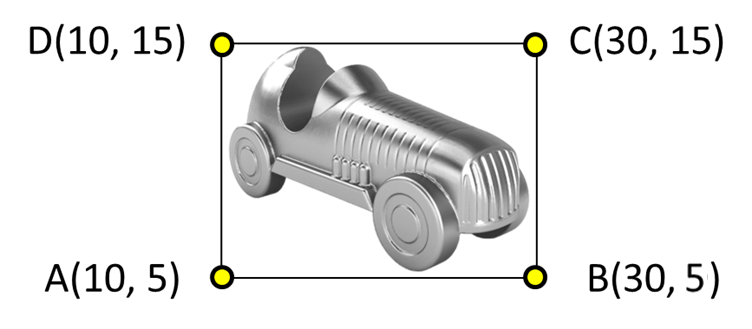 D(10, 15)
C(30, 15)
A(10, 5)
B(30, 5)